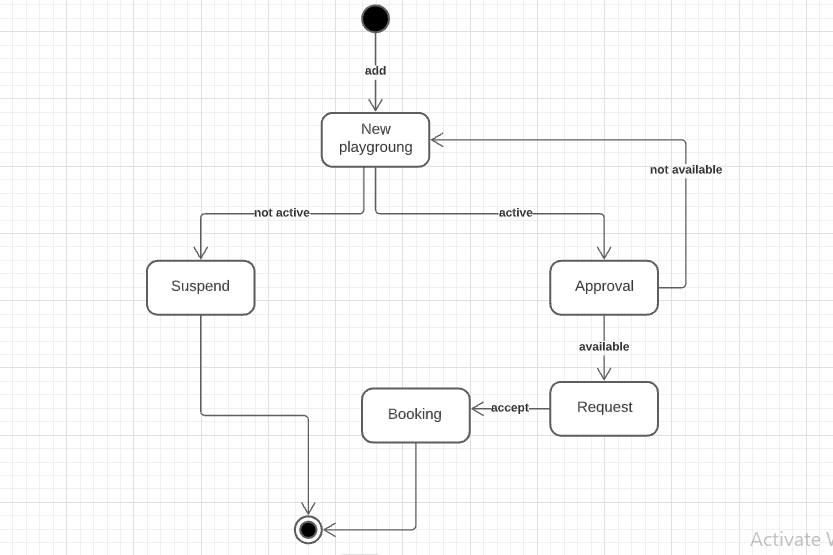 add
New
playgroung
not available
not active
active
Suspend
Approval
available
Booking
accept
Request
Activate W